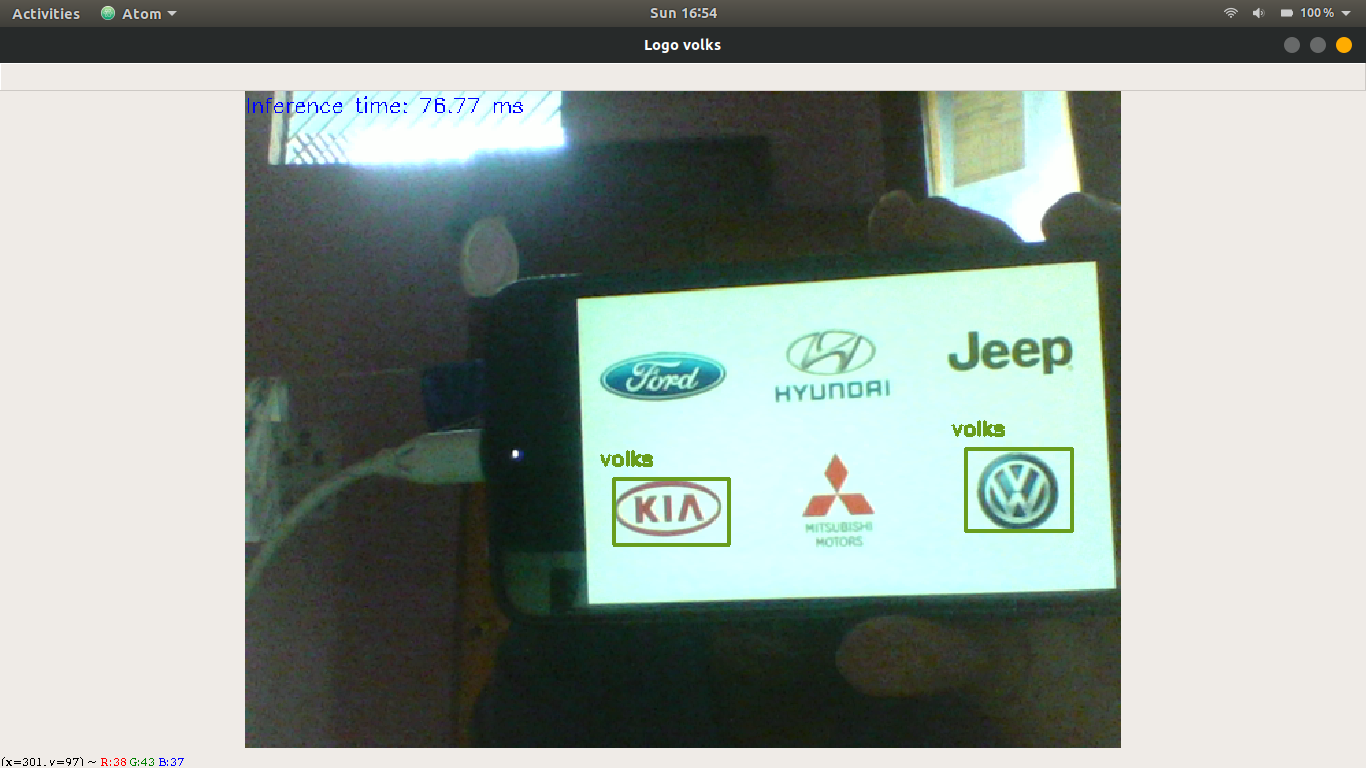 Activities
Atom
Sun 16:54
100%
Logo volks
Inference time: 76.77 ms
Ford
HYUNDAI
Jeep
volks
KIA
MITSUBISHI
MOTORS
volks
VW
(x=301, y=97) ~ R:38 G:43 B:37